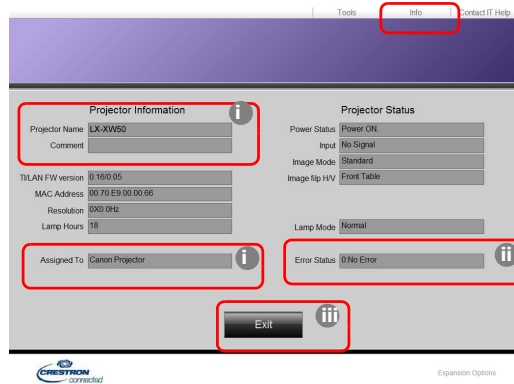 Tools Info Contact IT Help
Projector Information
i
Projector Name LX-XW50
Comment
TI/LAN FW version 0.16/0.05
MAC Address 00.70.E9.00.00.66
Resolution 0X0 0Hz
Lamp Hours 18
Assigned To Canon Projector
i
Projector Status
Power Status Power ON.
Input No Signal
Image Mode Standard
Image filp H/V Front Table
Lamp Mode Normal
Error Status 0:No Error
ii
Exit
iii
CRESTRON
connected
Expansion Options